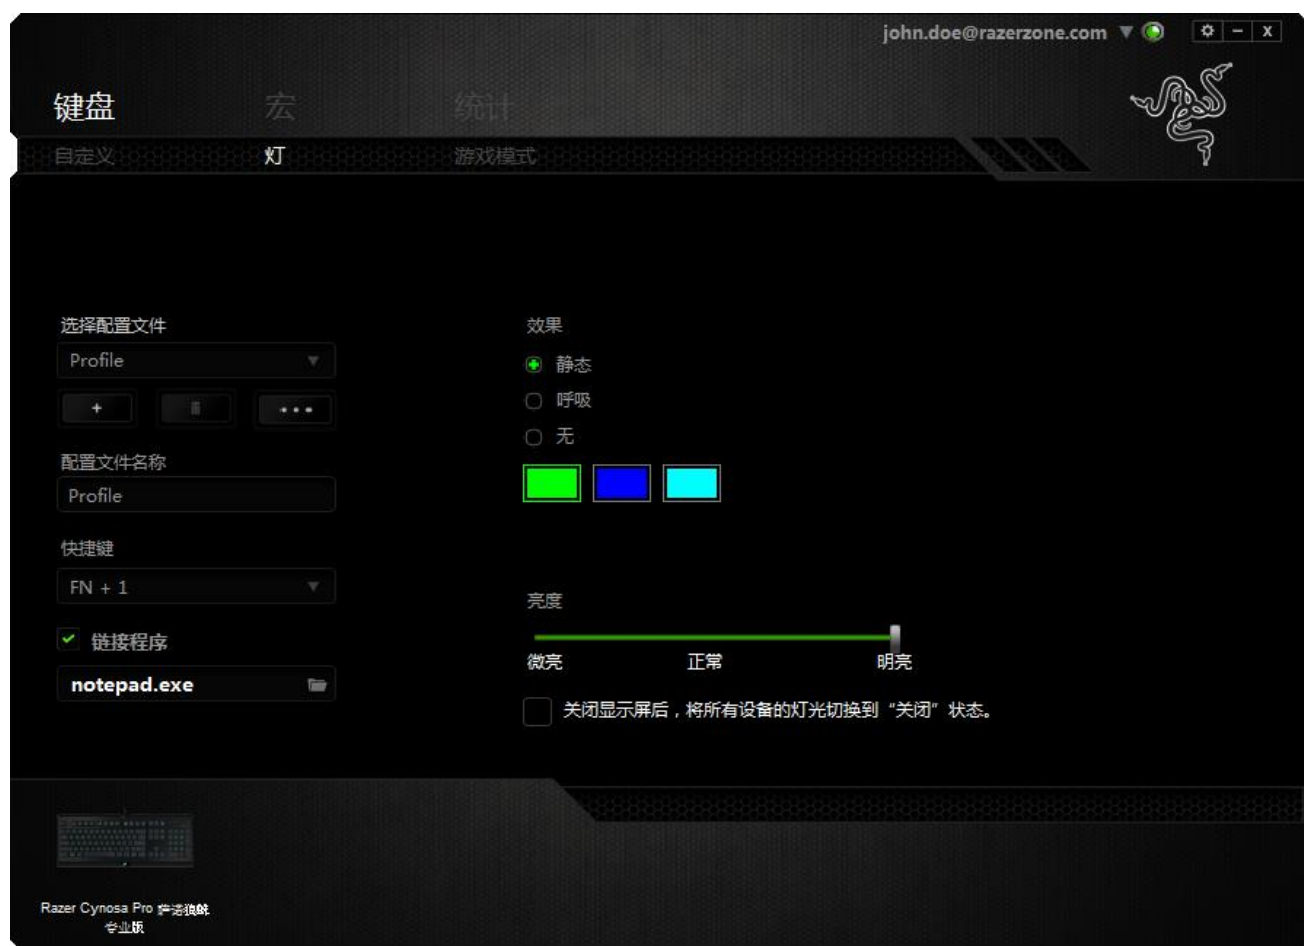 john.doe@razerzone.com
键盘 宏 统计
自定义 灯 游戏模式
选择配置文件
Profile
配置文件名称
Profile
快捷键
FN + 1
链接程序
notepad.exe
效果
静态
呼吸
无
亮度
微亮 正常 明亮
关闭显示屏后，将所有设备的灯光切换到“关闭”状态。
Razer Cynosa Pro 萨诺狼蛛
专业版